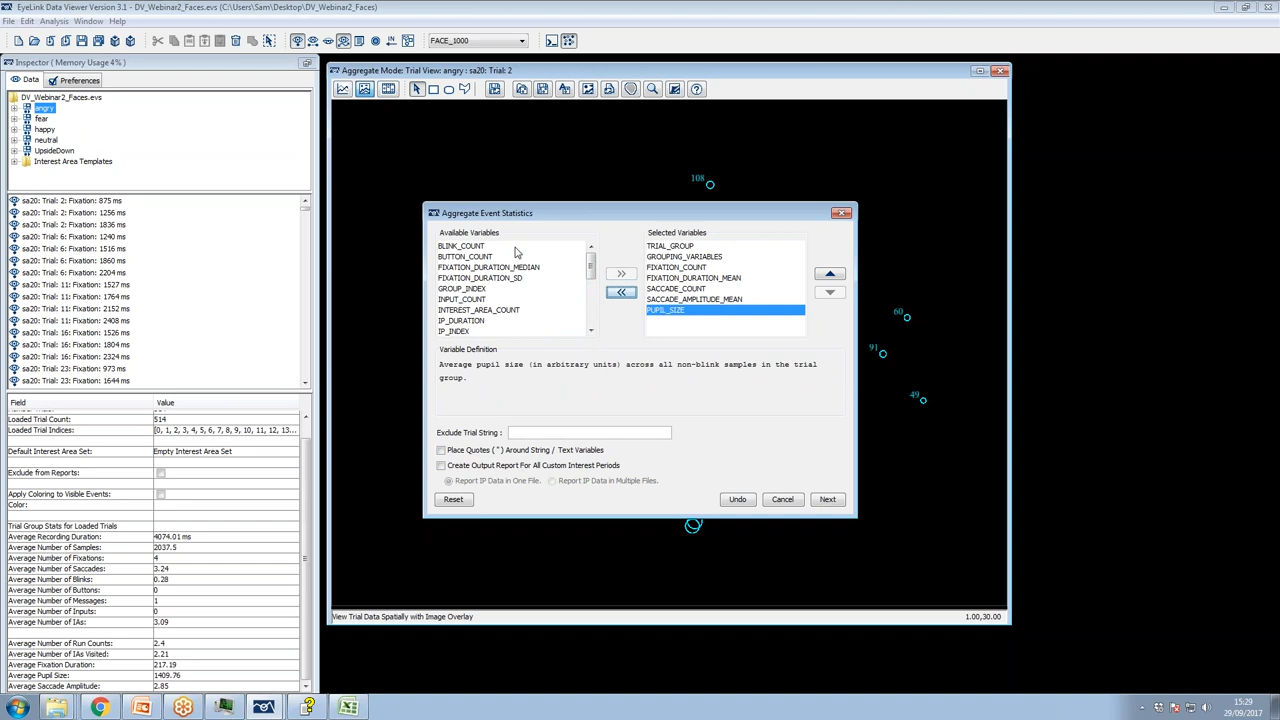 EyeLink Data Viewer Version 3.1 - DV_Webinar2_Faces.evs (C:\Users\Sam\Desktop\DV_Webinar2_Faces)
File Edit Analysis Window Help
IN
FACE_1000
Inspector ( Memory Usage 4% )
Data Preferences
DV_Webinar2_Faces.evs
angry
fear
happy
neutral
UpsideDown
Interest Area Templates
sa20: Trial: 2: Fixation: 875 ms
sa20: Trial: 2: Fixation: 1256 ms
sa20: Trial: 2: Fixation: 1836 ms
sa20: Trial: 6: Fixation: 1240 ms
sa20: Trial: 6: Fixation: 1516 ms
sa20: Trial: 6: Fixation: 1860 ms
sa20: Trial: 6: Fixation: 2204 ms
sa20: Trial: 11: Fixation: 1527 ms
sa20: Trial: 11: Fixation: 1764 ms
sa20: Trial: 11: Fixation: 2152 ms
sa20: Trial: 11: Fixation: 2408 ms
sa20: Trial: 16: Fixation: 1526 ms
sa20: Trial: 16: Fixation: 1804 ms
sa20: Trial: 16: Fixation: 2324 ms
sa20: Trial: 23: Fixation: 973 ms
sa20: Trial: 23: Fixation: 1644 ms
Field Value
Loaded Trial Count: 514
Loaded Trial Indices: [0, 1, 2, 3, 4, 5, 6, 7, 8, 9, 10, 11, 12, 13...
Default Interest Area Set: Empty Interest Area Set
Exclude from Reports:
Apply Coloring to Visible Events:
Color:
Trial Group Stats for Loaded Trials
Average Recording Duration: 4074.01 ms
Average Number of Samples: 2037.5
Average Number of Fixations: 4
Average Number of Saccades: 3.24
Average Number of Blinks: 0.28
Average Number of Buttons: 0
Average Number of Messages: 1
Average Number of Inputs: 0
Average Number of IAs: 3.09
Average Number of Run Counts: 2.4
Average Number of IAs Visited: 2.21
Average Fixation Duration: 217.19
Average Pupil Size: 1409.76
Average Saccade Amplitude: 2.85
Aggregate Mode: Trial View: angry : sa20: Trial: 2
108
60
91
49
Aggregate Event Statistics
Available Variables
BLINK_COUNT
BUTTON_COUNT
FIXATION_DURATION_MEDIAN
FIXATION_DURATION_SD
GROUP_INDEX
INPUT_COUNT
INTEREST_AREA_COUNT
IP_DURATION
IP_INDEX
Selected Variables
TRIAL_GROUP
GROUPING_VARIABLES
FIXATION_COUNT
FIXATION_DURATION_MEAN
SACCADE_COUNT
SACCADE_AMPLITUDE_MEAN
PUPIL_SIZE
Variable Definition
Average pupil size (in arbitrary units) across all non-blink samples in the trial
group.
Exclude Trial String :
Place Quotes (") Around String / Text Variables
Create Output Report For All Custom Interest Periods
Report IP Data in One File. Report IP Data in Multiple Files.
Reset Undo Cancel Next
View Trial Data Spatially with Image Overlay 1.00,30.00
15:29
29/09/2017